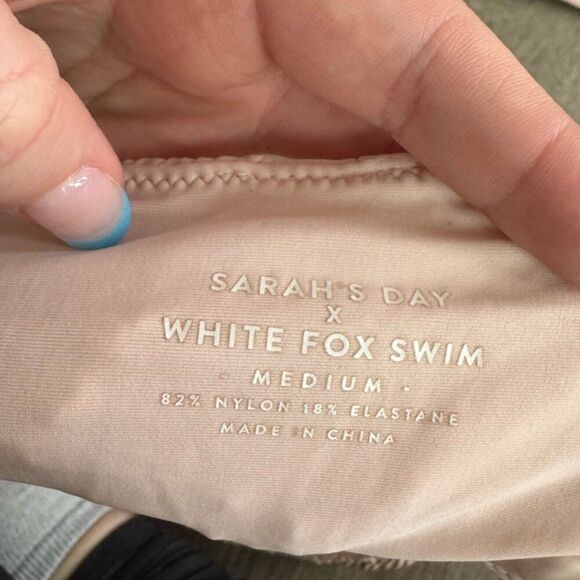 SARAH'S DAY
X
WHITE FOX SWIM
- MEDIUM -
82% NYLON 18% ELASTANE
MADE IN CHINA